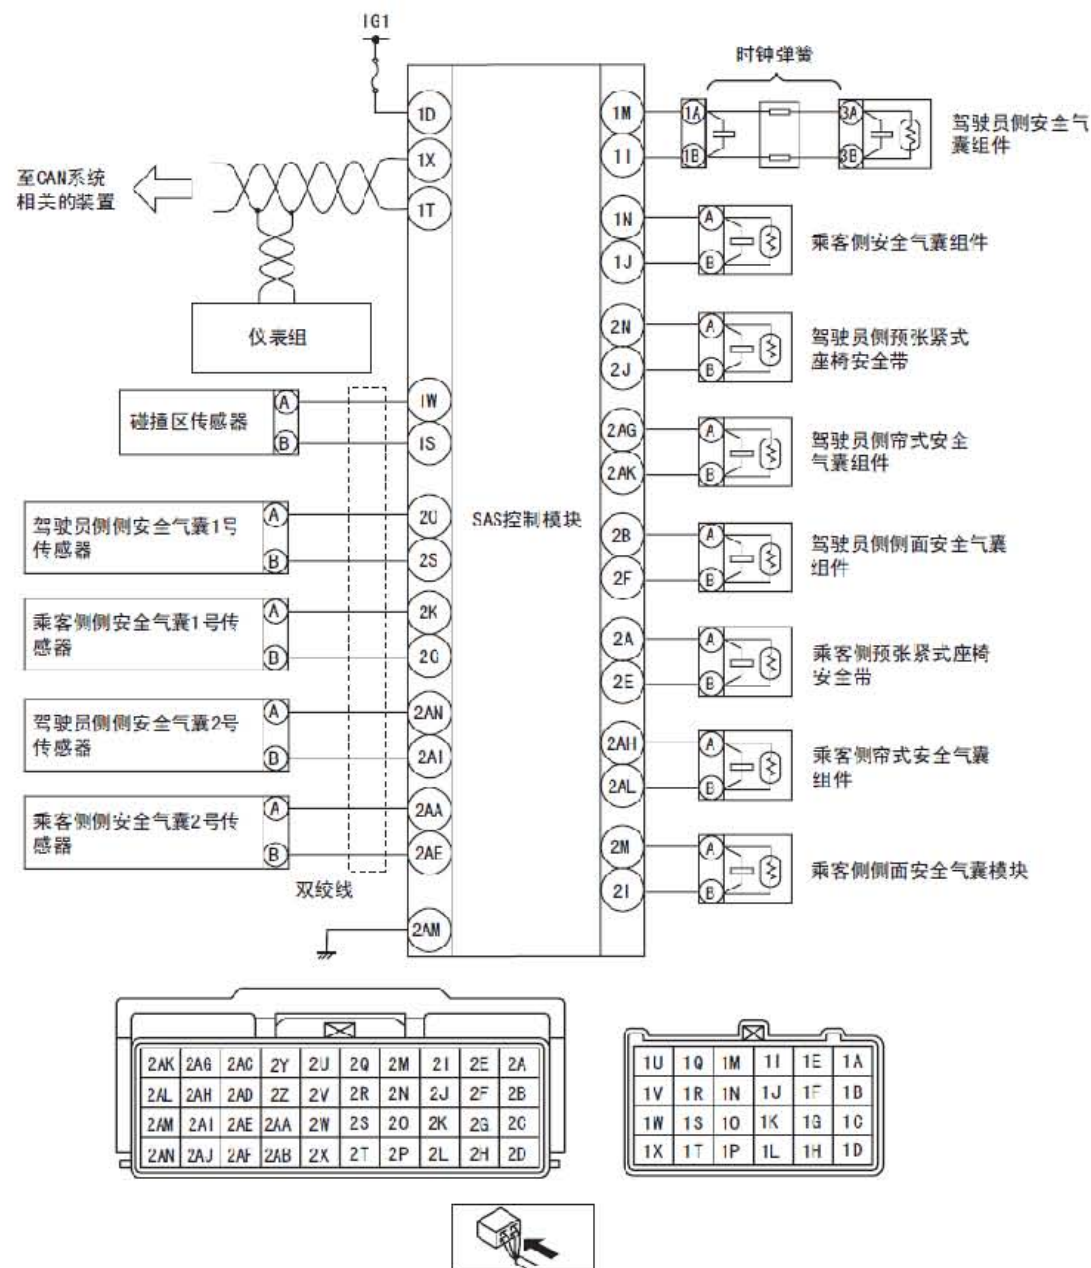 IG1
时钟弹簧
1D
1M
1A
3A
驾驶员侧安全气
囊组件
1X
1I
1B
3B
至CAN系统
相关的装置
1T
1N
A
乘客侧安全气囊组件
1J
B
仪表组
2N
A
驾驶员侧预张紧式
座椅安全带
2J
B
碰撞区传感器
A
1W
B
1S
2AG
A
驾驶员侧帘式安全
气囊组件
2AK
B
SAS控制模块
驾驶员侧侧安全气囊1号
传感器
A
2O
B
2S
2B
A
驾驶员侧侧面安全气囊
组件
2F
B
乘客侧侧安全气囊1号传
感器
A
2K
B
2G
2A
A
乘客侧预张紧式座椅
安全带
2E
B
驾驶员侧侧安全气囊2号
传感器
A
2AN
B
2AI
2AH
A
乘客侧帘式安全气囊
组件
2AL
B
乘客侧侧安全气囊2号传
感器
A
2AA
B
2AE
双绞线
2M
A
乘客侧侧面安全气囊模块
2I
B
2AM
2AK 2AG 2AC 2Y 2U 2Q 2M 2I 2E 2A
2AL 2AH 2AD 2Z 2V 2R 2N 2J 2F 2B
2AM 2AI 2AE 2AA 2W 2S 2O 2K 2G 2C
2AN 2AJ 2AF 2AB 2X 2T 2P 2L 2H 2D
1U 1Q 1M 1I 1E 1A
1V 1R 1N 1J 1F 1B
1W 1S 1O 1K 1G 1C
1X 1T 1P 1L 1H 1D